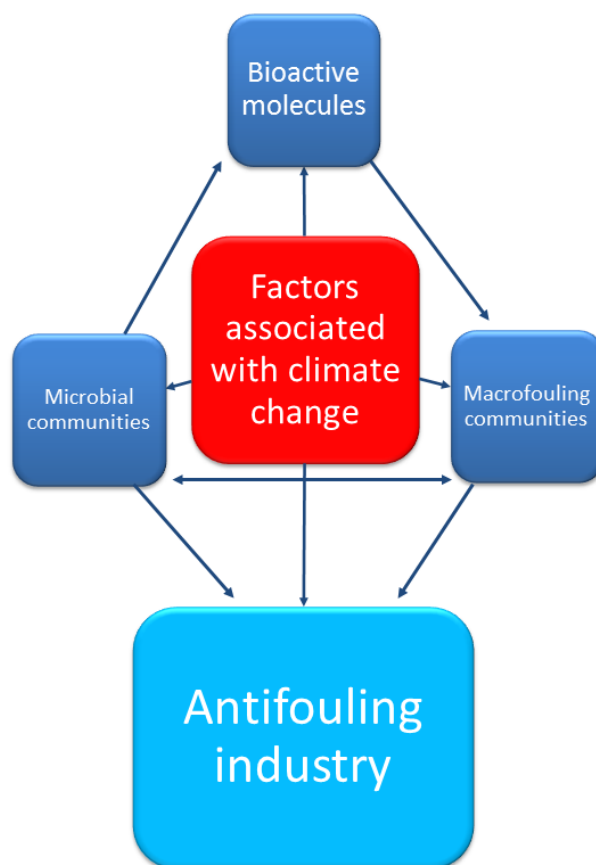 Bioactive
molecules
Factors
associated
with climate
change
Microbial
communities
Macrofouling
communities
Antifouling
industry